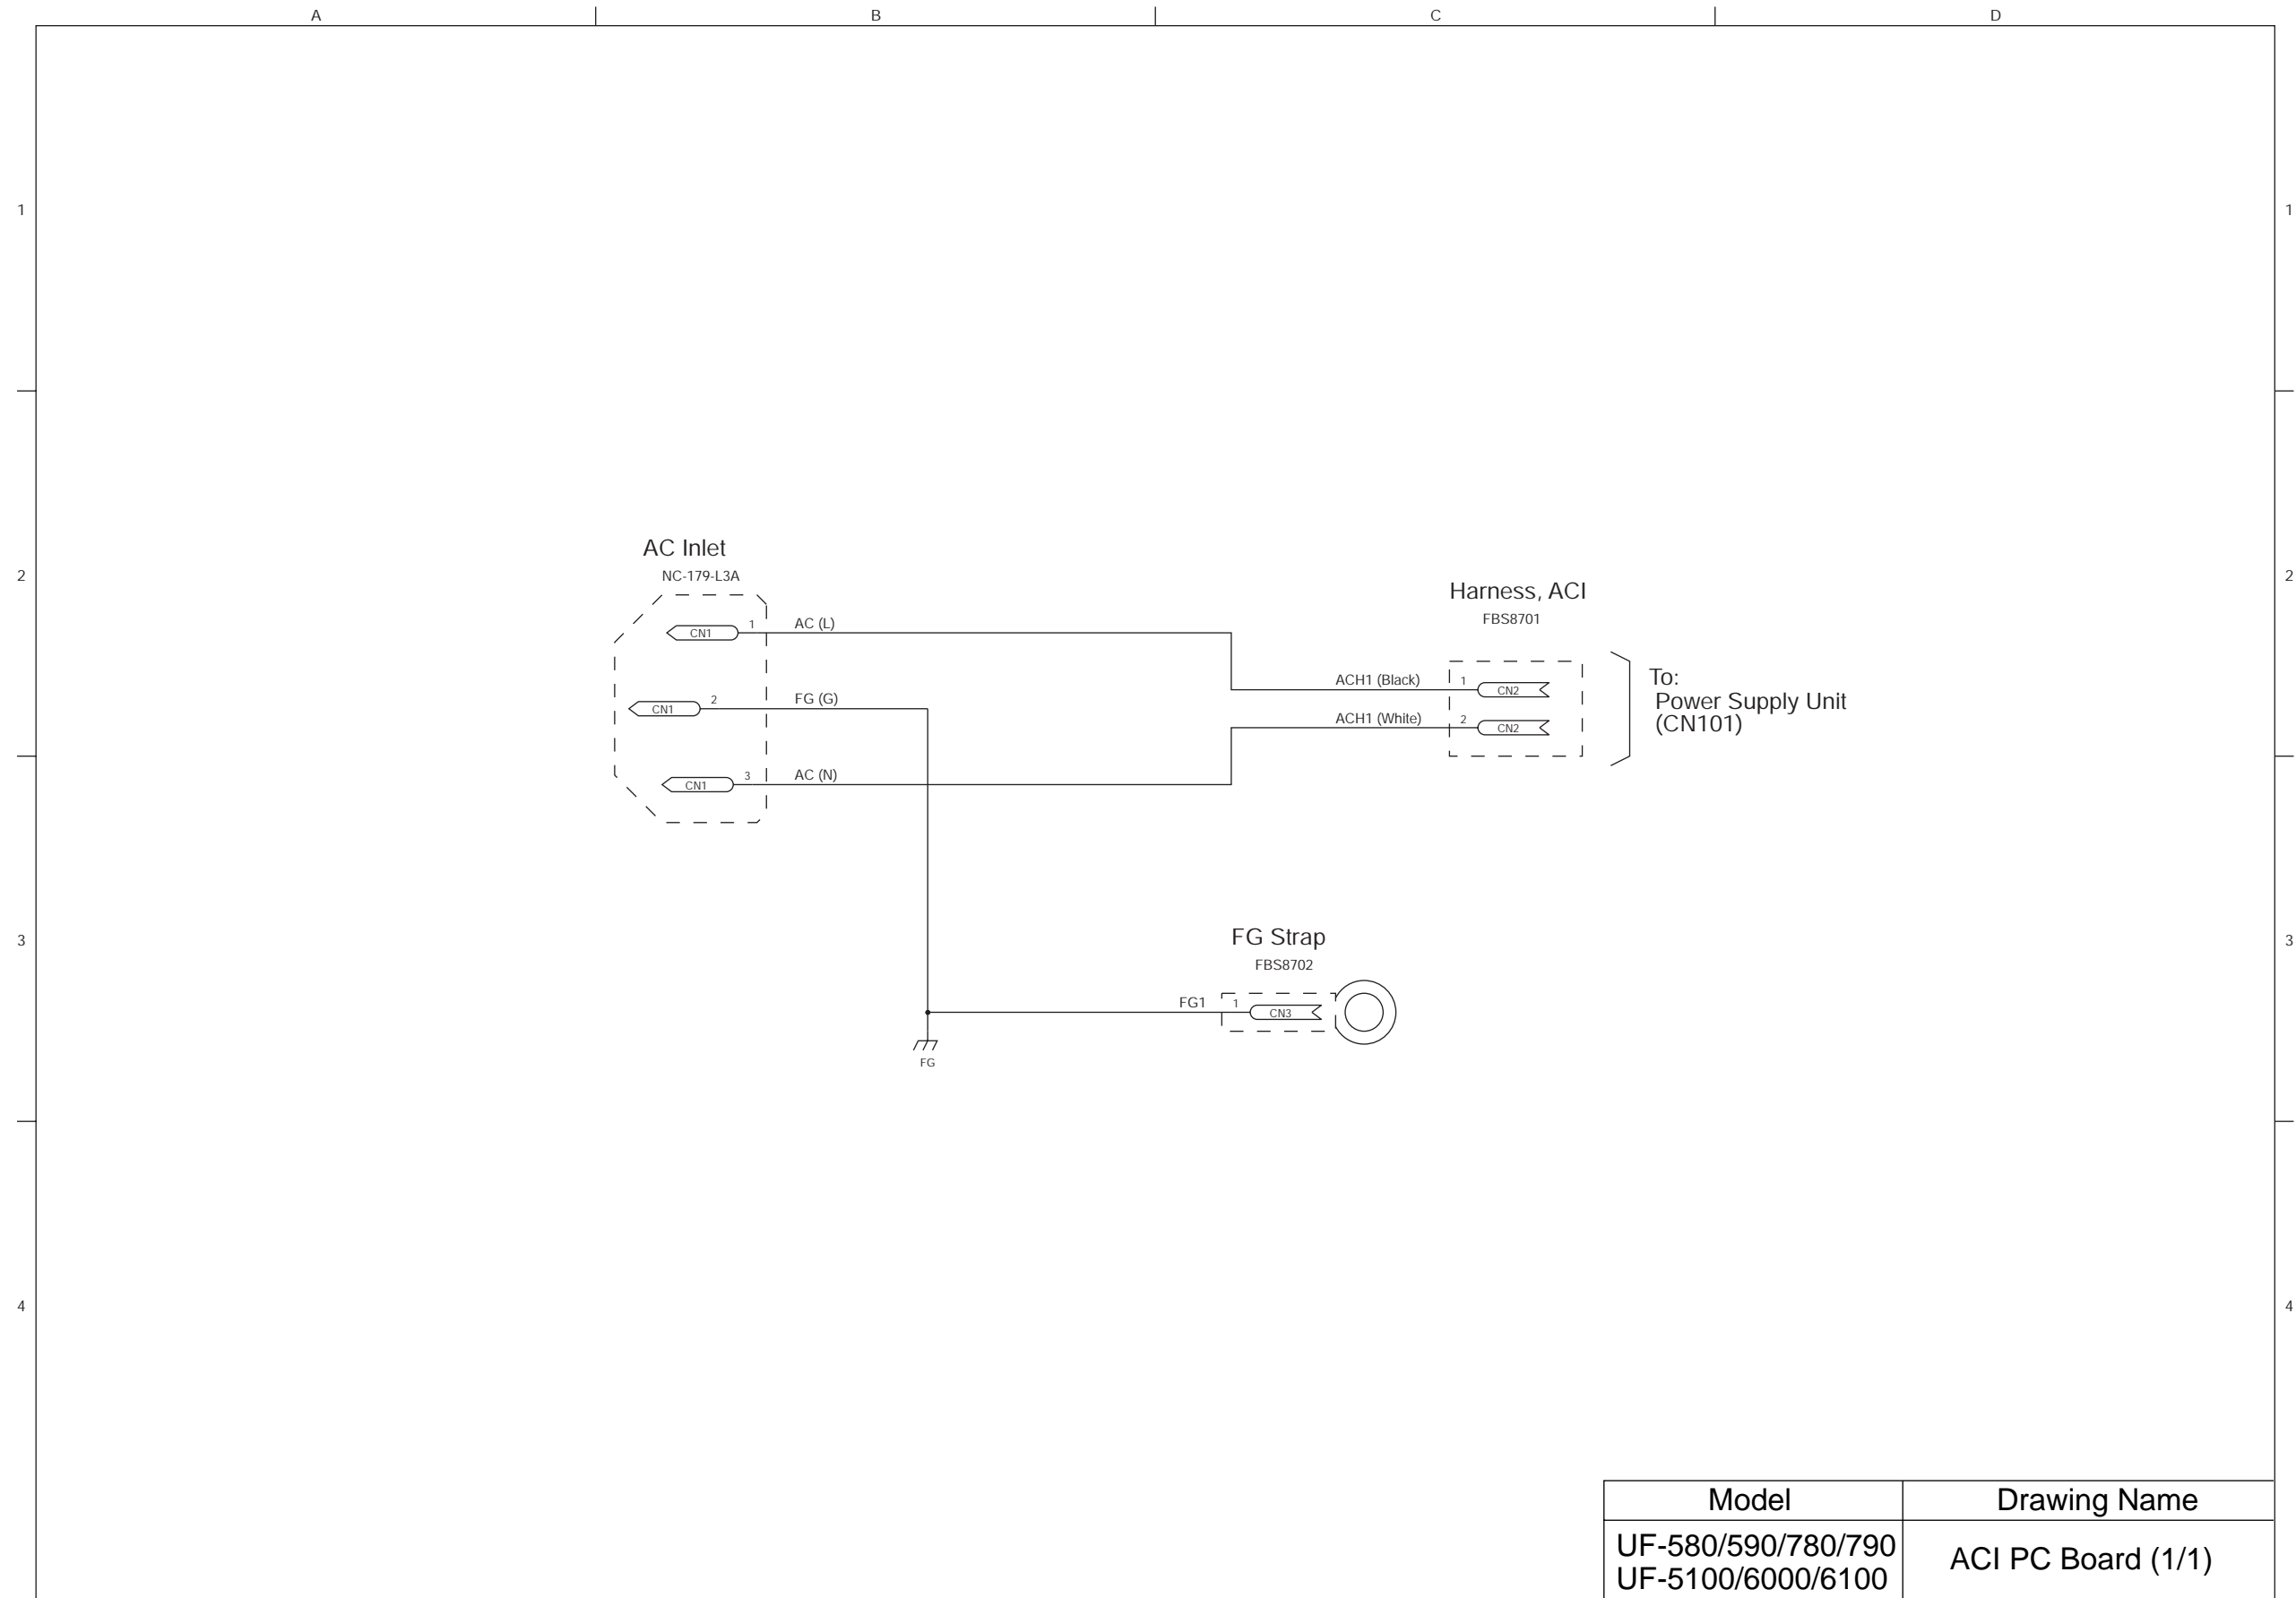 A B C D
1 1
AC Inlet
NC-179-L3A
2 2
Harness, ACI
FBS8701
CN1 1 AC (L)
CN1 2 FG (G)
CN1 3 AC (N)
ACH1 (Black) 1 CN2
ACH1 (White) 2 CN2
To:
Power Supply Unit
(CN101)
3 3
FG Strap
FBS8702
FG1 1 CN3
FG
4 4
Model Drawing Name
UF-580/590/780/790
UF-5100/6000/6100
ACI PC Board (1/1)